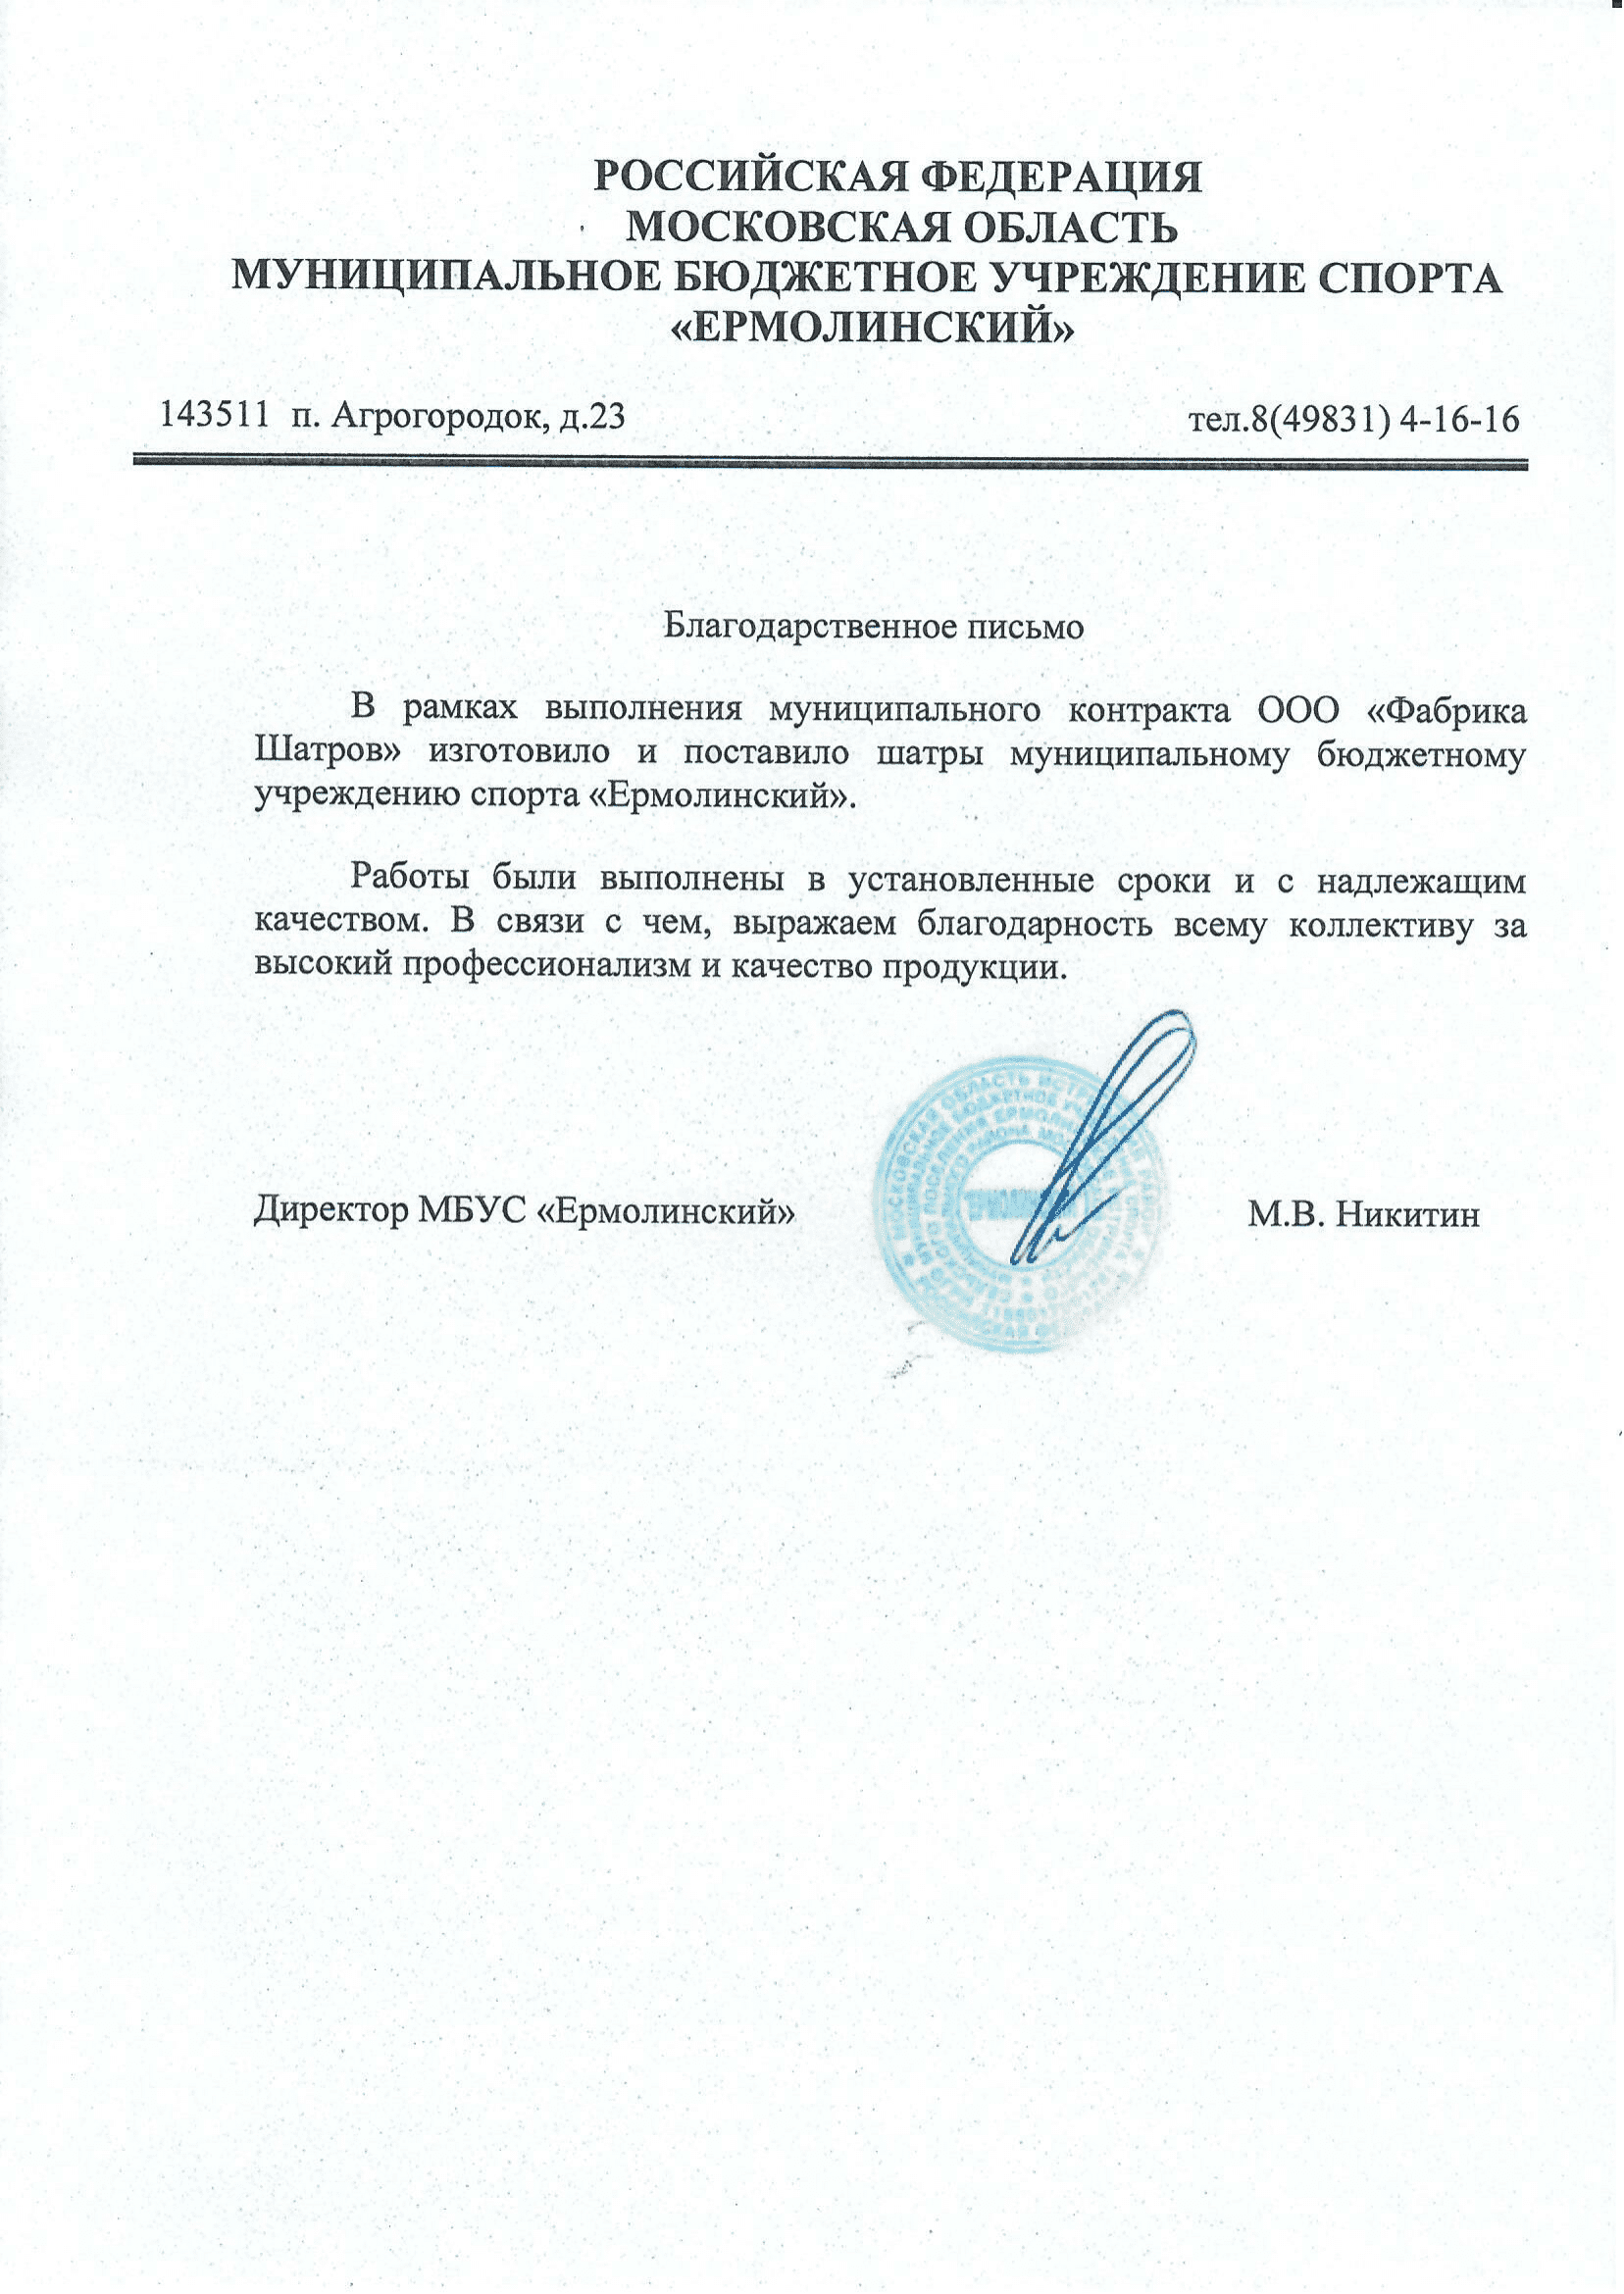 РОССИЙСКАЯ ФЕДЕРАЦИЯ
МОСКОВСКАЯ ОБЛАСТЬ
МУНИЦИПАЛЬНОЕ БЮДЖЕТНОЕ УЧРЕЖДЕНИЕ СПОРТА
«ЕРМОЛИНСКИЙ»
143511 п. Агрогородок, д.23 тел.8(49831) 4-16-16
Благодарственное письмо
В рамках выполнения муниципального контракта ООО «Фабрика
Шатров» изготовило и поставило шатры муниципальному бюджетному
учреждению спорта «Ермолинский».
Работы были выполнены в установленные сроки и с надлежащим
качеством. В связи с чем, выражаем благодарность всему коллективу за
высокий профессионализм и качество продукции.
Директор МБУС «Ермолинский» М.В. Никитин
МОСКОВСКАЯ ОБЛАСТЬ